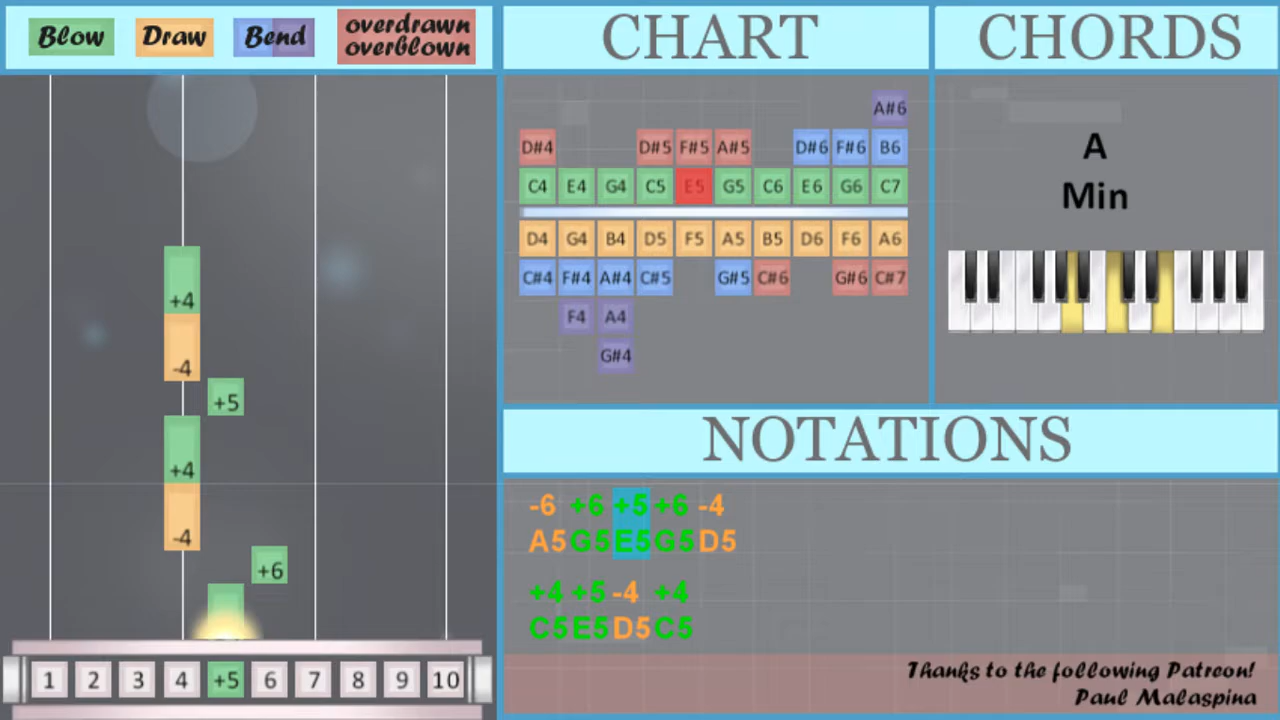 Blow Draw Bend overdrawn
overblown
CHART
CHORDS
A#6
D#4 D#5 F#5 A#5 D#6 F#6 B6
C4 E4 G4 C5 E5 G5 C6 E6 G6 C7
D4 G4 B4 D5 F5 A5 B5 D6 F6 A6
C#4 F#4 A#4 C#5 G#5 C#6 G#6 C#7
F4 A4
G#4
A
Min
+4
-4
+5
+4
-4
+6
1 2 3 4 +5 6 7 8 9 10
NOTATIONS
-6 +6 +5 +6 -4
A5 G5 E5 G5 D5
+4 +5 -4 +4
C5 E5 D5 C5
Thanks to the following Patreon!
Paul Malaspina